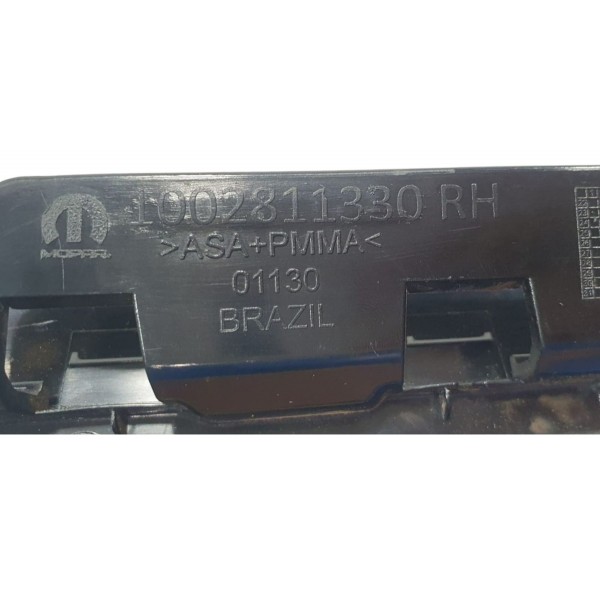 1002811330 RH
MOPAR
>ASA+PMMA<
01130
BRAZIL